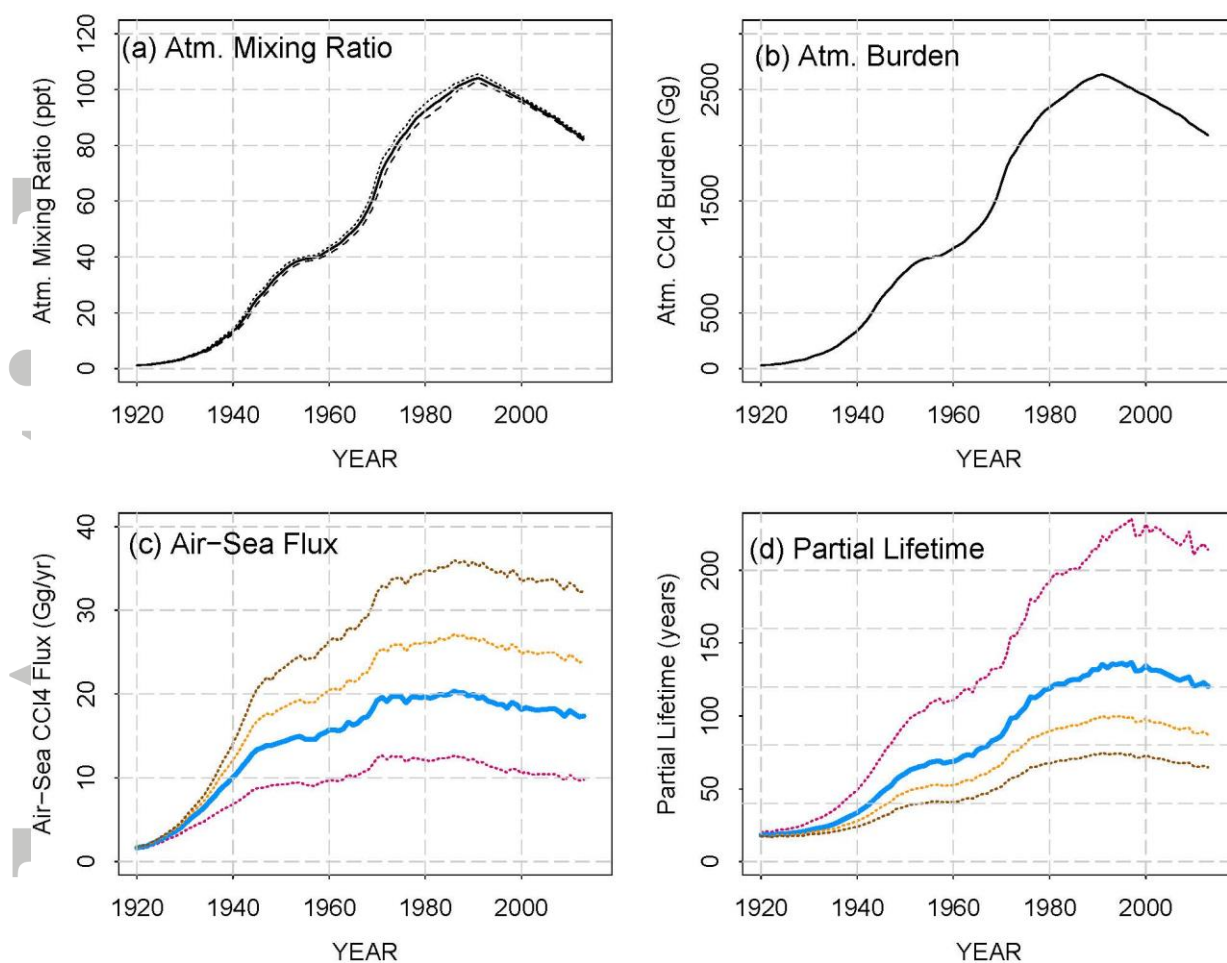 (a) Atm. Mixing Ratio
Atm. Mixing Ratio (ppt)
0 20 40 60 80 100 120
1920 1940 1960 1980 2000
YEAR
(b) Atm. Burden
Atm. CCl4 Burden (Gg)
0 500 1500 2500
1920 1940 1960 1980 2000
YEAR
(c) Air−Sea Flux
Air−Sea CCl4 Flux (Gg/yr)
0 10 20 30 40
1920 1940 1960 1980 2000
YEAR
(d) Partial Lifetime
Partial Lifetime (years)
0 50 100 150 200
1920 1940 1960 1980 2000
YEAR